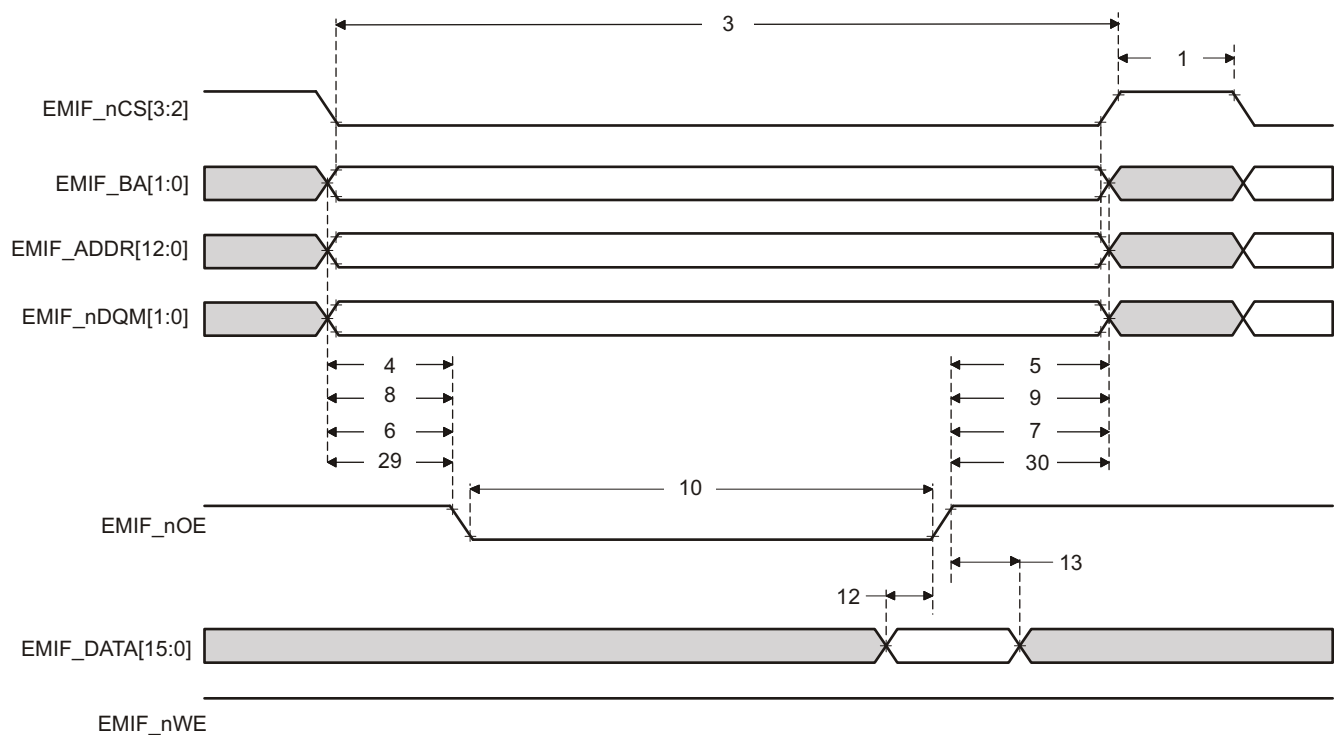 3
1
EMIF_nCS[3:2]
EMIF_BA[1:0]
EMIF_ADDR[12:0]
EMIF_nDQM[1:0]
4
5
8
9
6
7
29
30
10
EMIF_nOE
13
12
EMIF_DATA[15:0]
EMIF_nWE